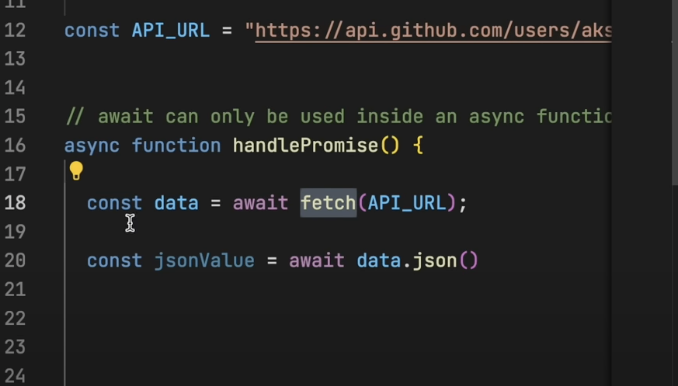 11
12 const API_URL = "https://api.github.com/users/aks
13
14
15 // await can only be used inside an async functio
16 async function handlePromise() {
17
18 const data = await fetch(API_URL);
19
20 const jsonValue = await data.json()
21
22
23
24